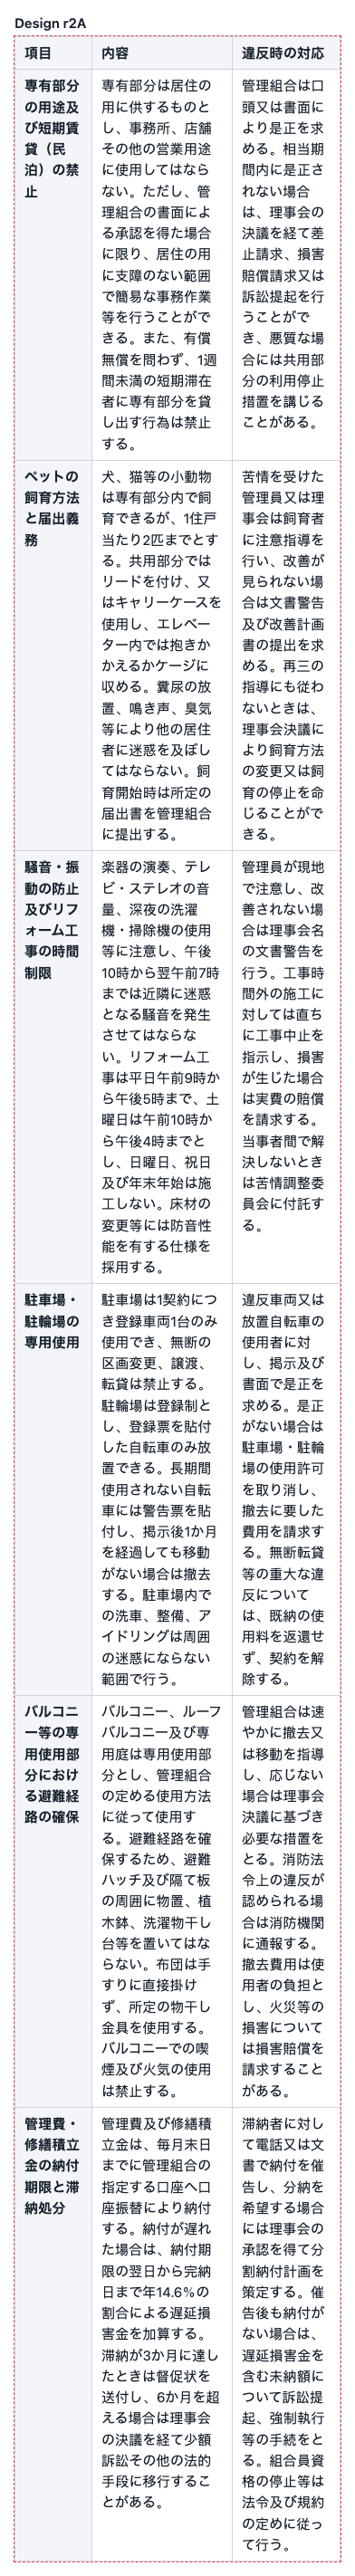 Design r2A
項目
内容
違反時の対応
専有部分
の用途及
び短期賃
貸（民
泊）の禁
止
専有部分は居住の
用に供するものと
し、事務所、店舗
その他の営業用途
に使用してはなら
ない。ただし、管
理組合の書面によ
る承認を得た場合
に限り、居住の用
に支障のない範囲
で簡易な事務作業
等を行うことがで
きる。また、有償
無償を問わず、1週
間未満の短期滞在
者に専有部分を貸
し出す行為は禁止
する。
管理組合は口
頭又は書面に
より是正を求
める。相当期
間内に是正さ
れない場合
は、理事会の
決議を経て差
止請求、損害
賠償請求又は
訴訟提起を行
うことがで
き、悪質な場
合には共用部
分の利用停止
措置を講じる
ことがある。
ペットの
飼育方法
と届出義
務
犬、猫等の小動物
は専有部分内で飼
育できるが、1住戸
当たり2匹までとす
る。共用部分では
リードを付け、又
はキャリーケースを
使用し、エレベー
ター内では抱きか
かえるかケージに
収める。糞尿の放
置、鳴き声、臭気
等により他の居住
者に迷惑を及ぼし
てはならない。飼
育開始時は所定の
届出書を管理組合
に提出する。
苦情を受けた
管理員又は理
事会は飼育者
に注意指導を
行い、改善が
見られない場
合は文書警告
及び改善計画
書の提出を求
める。再三の
指導にも従わ
ないときは、
理事会決議に
より飼育方法
の変更又は飼
育の停止を命
じることがで
きる。
騒音・振
動の防止
及びリフ
ォーム工
事の時間
制限
楽器の演奏、テレ
ビ・ステレオの音
量、深夜の洗濯
機・掃除機の使用
等に注意し、午後
10時から翌午前7時
までは近隣に迷惑
となる騒音を発生
させてはならな
い。リフォーム工
事は平日午前9時か
ら午後5時まで、土
曜日は午前10時か
ら午後4時までと
し、日曜日、祝日
及び年末年始は施
工しない。床材の
変更等には防音性
能を有する仕様を
採用する。
管理員が現地
で注意し、改
善されない場
合は理事会名
の文書警告を
行う。工事時
間外の施工に
対しては直ち
に工事中止を
指示し、損害
が生じた場合
は実費の賠償
を請求する。
当事者間で解
決しないとき
は苦情調整委
員会に付託す
る。
駐車場・
駐輪場の
専用使用
駐車場は1契約につ
き登録車両1台のみ
使用でき、無断の
区画変更、譲渡、
転貸は禁止する。
駐輪場は登録制と
し、登録票を貼付
した自転車のみ放
置できる。長期間
使用されない自転
車には警告票を貼
付し、掲示後1か月
を経過しても移動
がない場合は撤去
する。駐車場内で
の洗車、整備、ア
イドリングは周囲
の迷惑にならない
範囲で行う。
違反車両又は
放置自転車の
使用者に対
し、掲示及び
書面で是正を
求める。是正
がない場合は
駐車場・駐輪
場の使用許可
を取り消し、
撤去に要した
費用を請求す
る。無断転貸
等の重大な違
反について
は、既納の使
用料を返還せ
ず、契約を解
除する。
バルコニ
ー等の専
用使用部
分におけ
る避難経
路の確保
バルコニー、ルーフ
バルコニー及び専
用庭は専用使用部
分とし、管理組合
の定める使用方法
に従って使用す
る。避難経路を確
保するため、避難
ハッチ及び隔て板
の周囲に物置、植
木鉢、洗濯物干し
台等を置いてはな
らない。布団は手
すりに直接掛け
ず、所定の物干し
金具を使用する。
バルコニーでの喫
煙及び火気の使用
は禁止する。
管理組合は速
やかに撤去又
は移動を指導
し、応じない
場合は理事会
決議に基づき
必要な措置を
とる。消防法
令上の違反が
認められる場
合は消防機関
に通報する。
撤去費用は使
用者の負担と
し、火災等の
損害について
は損害賠償を
請求すること
がある。
管理費・
修繕積立
金の納付
期限と滞
納処分
管理費及び修繕積
立金は、毎月末日
までに管理組合の
指定する口座へ口
座振替により納付
する。納付が遅れ
た場合は、納付期
限の翌日から完納
日まで年14.6%の
割合による遅延損
害金を加算する。
滞納が3か月に達し
たときは督促状を
送付し、6か月を超
える場合は理事会
の決議を経て少額
訴訟その他の法的
手段に移行するこ
とがある。
滞納者に対し
て電話又は文
書で納付を催
告し、分納を
希望する場合
には理事会の
承認を得て分
割納付計画を
策定する。催
告後も納付が
ない場合は、
遅延損害金を
含む未納額に
ついて訴訟提
起、強制執行
等の手続をと
る。組合員資
格の停止等は
法令及び規約
の定めに従っ
て行う。